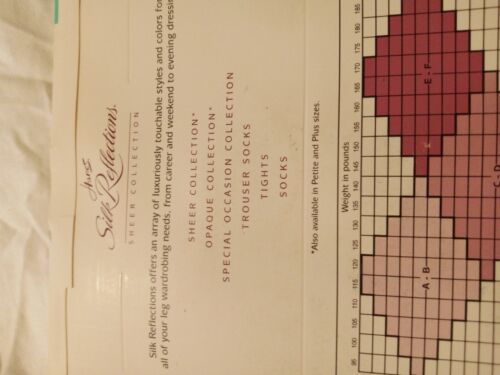 Hanes
Silk Reflections.
SHEER COLLECTION
Silk Reflections offers an array of luxuriously touchable styles and colors for
all of your leg wardrobing needs, from career and weekend to evening dressin
SHEER COLLECTION*
OPAQUE COLLECTION*
SPECIAL OCCASION COLLECTION
TROUSER SOCKS
TIGHTS
SOCKS
*Also available in Petite and Plus sizes.
Weight in pounds
95 100 105 110 115 120 125 130 135 140 145 150 155 160 165 170 175 180 185
A - B
C - D
E - F